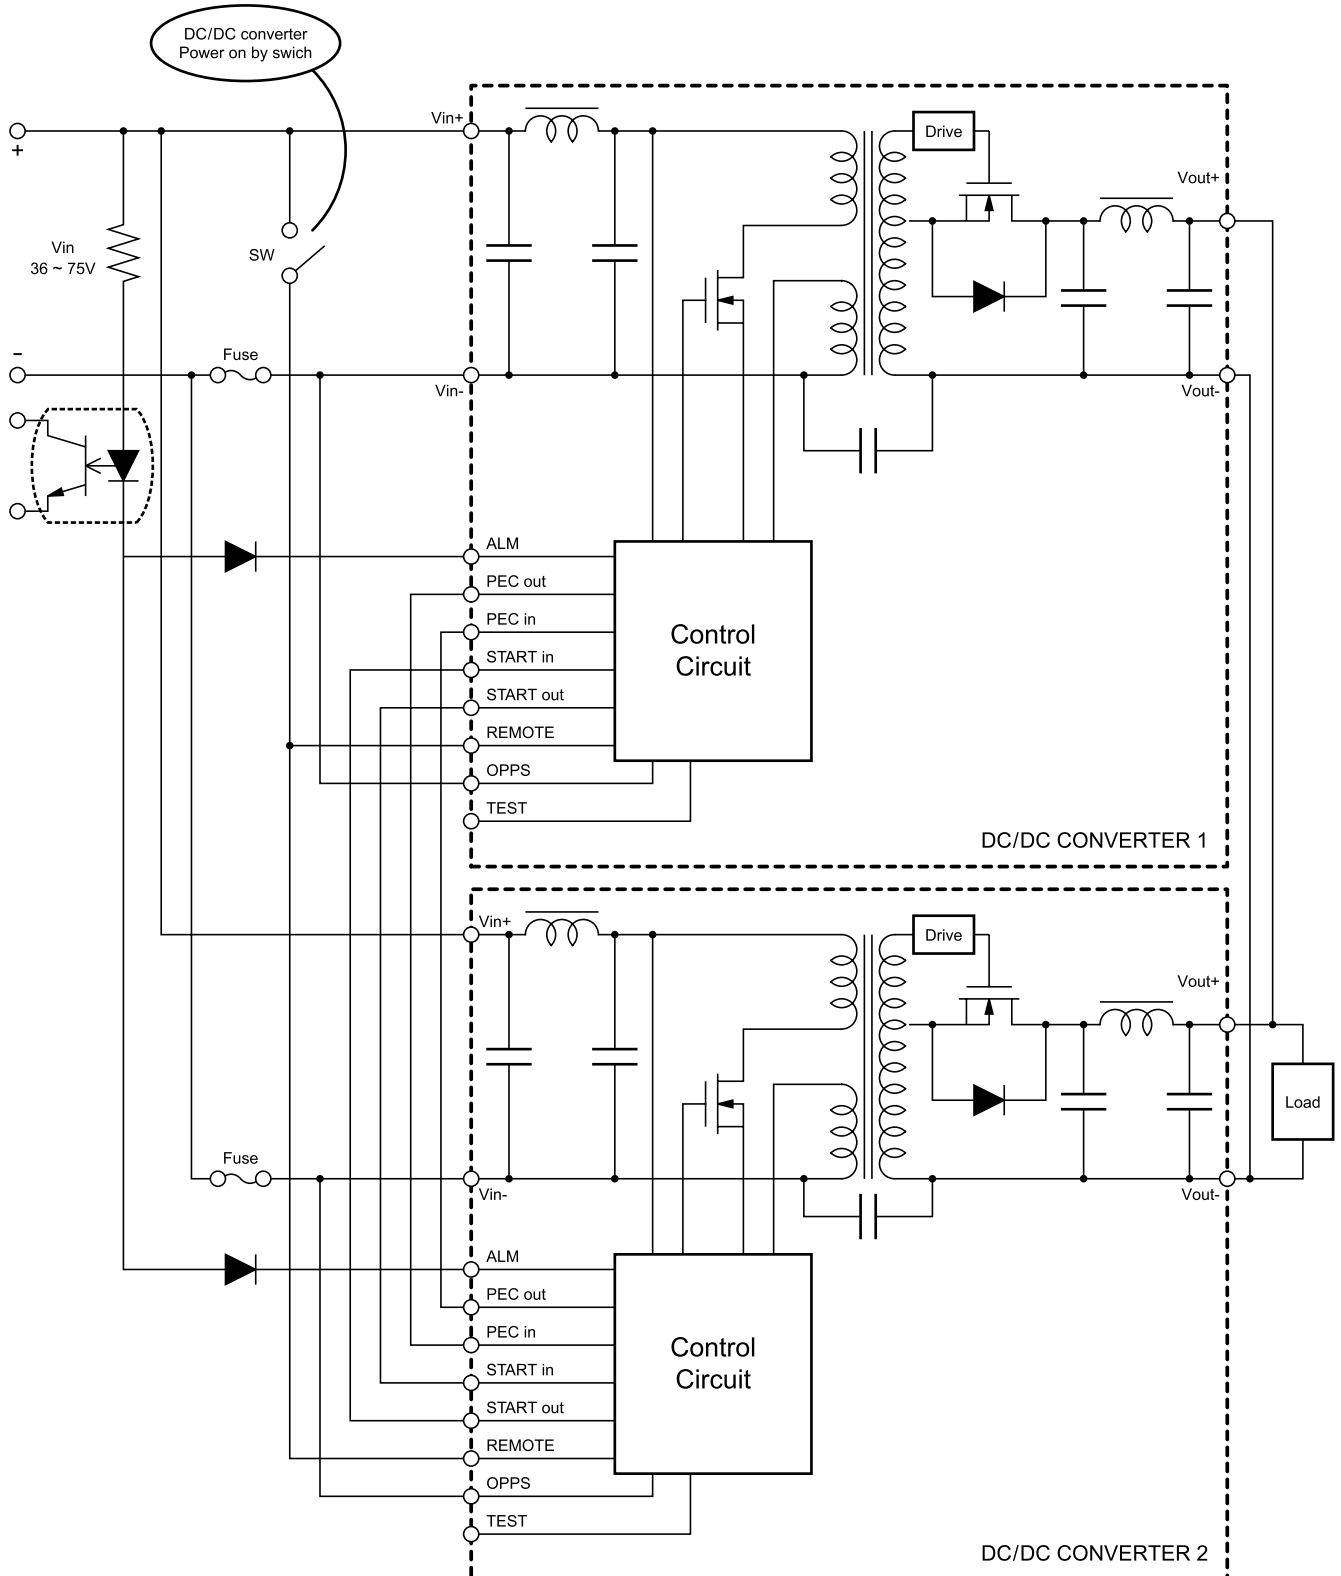 DC/DC converter
Power on by swich
Vin+
Drive
Vout+
+
Vin
36 ~ 75V
SW
-
Fuse
Vin-
Vout-
ALM
PEC out
PEC in
START in
START out
REMOTE
OPPS
TEST
Control
Circuit
DC/DC CONVERTER 1
Vin+
Drive
Vout+
Load
Fuse
Vin-
Vout-
ALM
PEC out
PEC in
START in
START out
REMOTE
OPPS
TEST
Control
Circuit
DC/DC CONVERTER 2